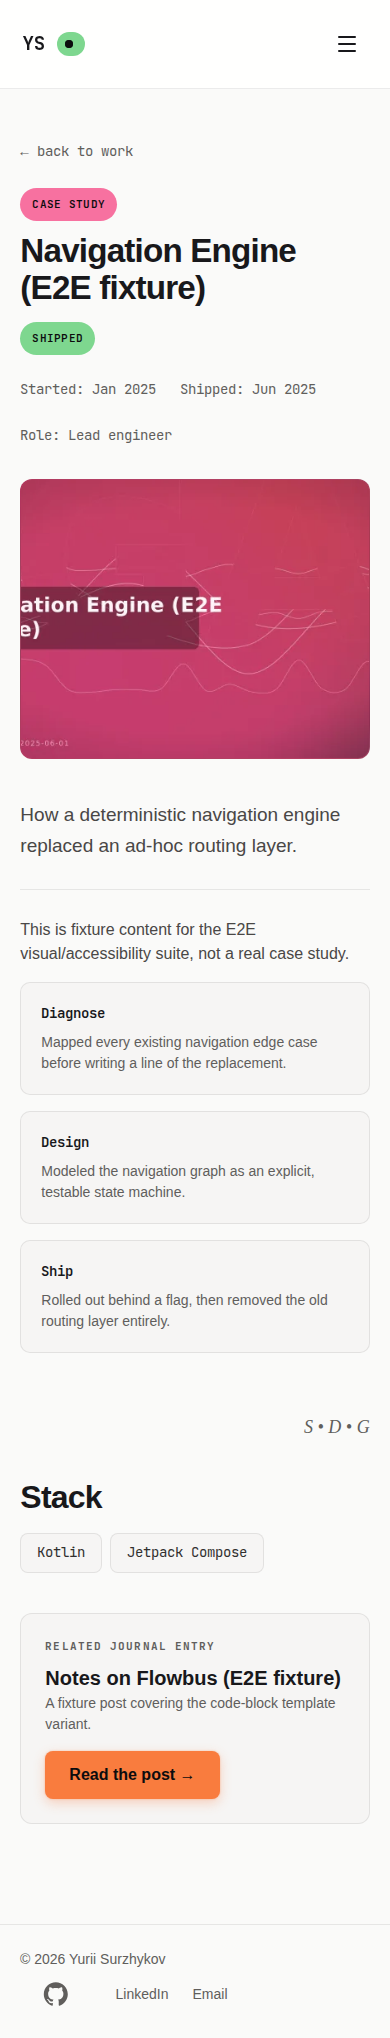 YS
← back to work
CASE STUDY
Navigation Engine
(E2E fixture)
SHIPPED
Started: Jan 2025 Shipped: Jun 2025
Role: Lead engineer
ation Engine (E2E
e)
2025-06-01
How a deterministic navigation engine
replaced an ad-hoc routing layer.
This is fixture content for the E2E
visual/accessibility suite, not a real case study.
Diagnose
Mapped every existing navigation edge case
before writing a line of the replacement.
Design
Modeled the navigation graph as an explicit,
testable state machine.
Ship
Rolled out behind a flag, then removed the old
routing layer entirely.
S • D • G
Stack
Kotlin Jetpack Compose
RELATED JOURNAL ENTRY
Notes on Flowbus (E2E fixture)
A fixture post covering the code-block template
variant.
Read the post →
© 2026 Yurii Surzhykov
LinkedIn Email